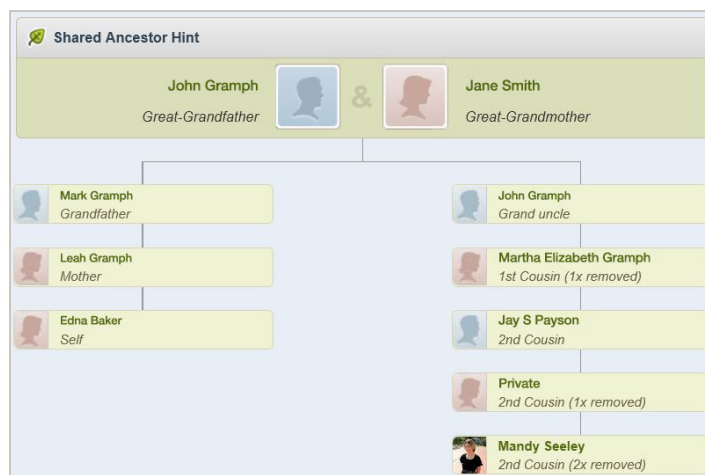 Shared Ancestor Hint
John Gramph
Great-Grandfather
&
Jane Smith
Great-Grandmother
Mark Gramph
Grandfather
Leah Gramph
Mother
Edna Baker
Self
John Gramph
Grand uncle
Martha Elizabeth Gramph
1st Cousin (1x removed)
Jay S Payson
2nd Cousin
Private
2nd Cousin (1x removed)
Mandy Seeley
2nd Cousin (2x removed)